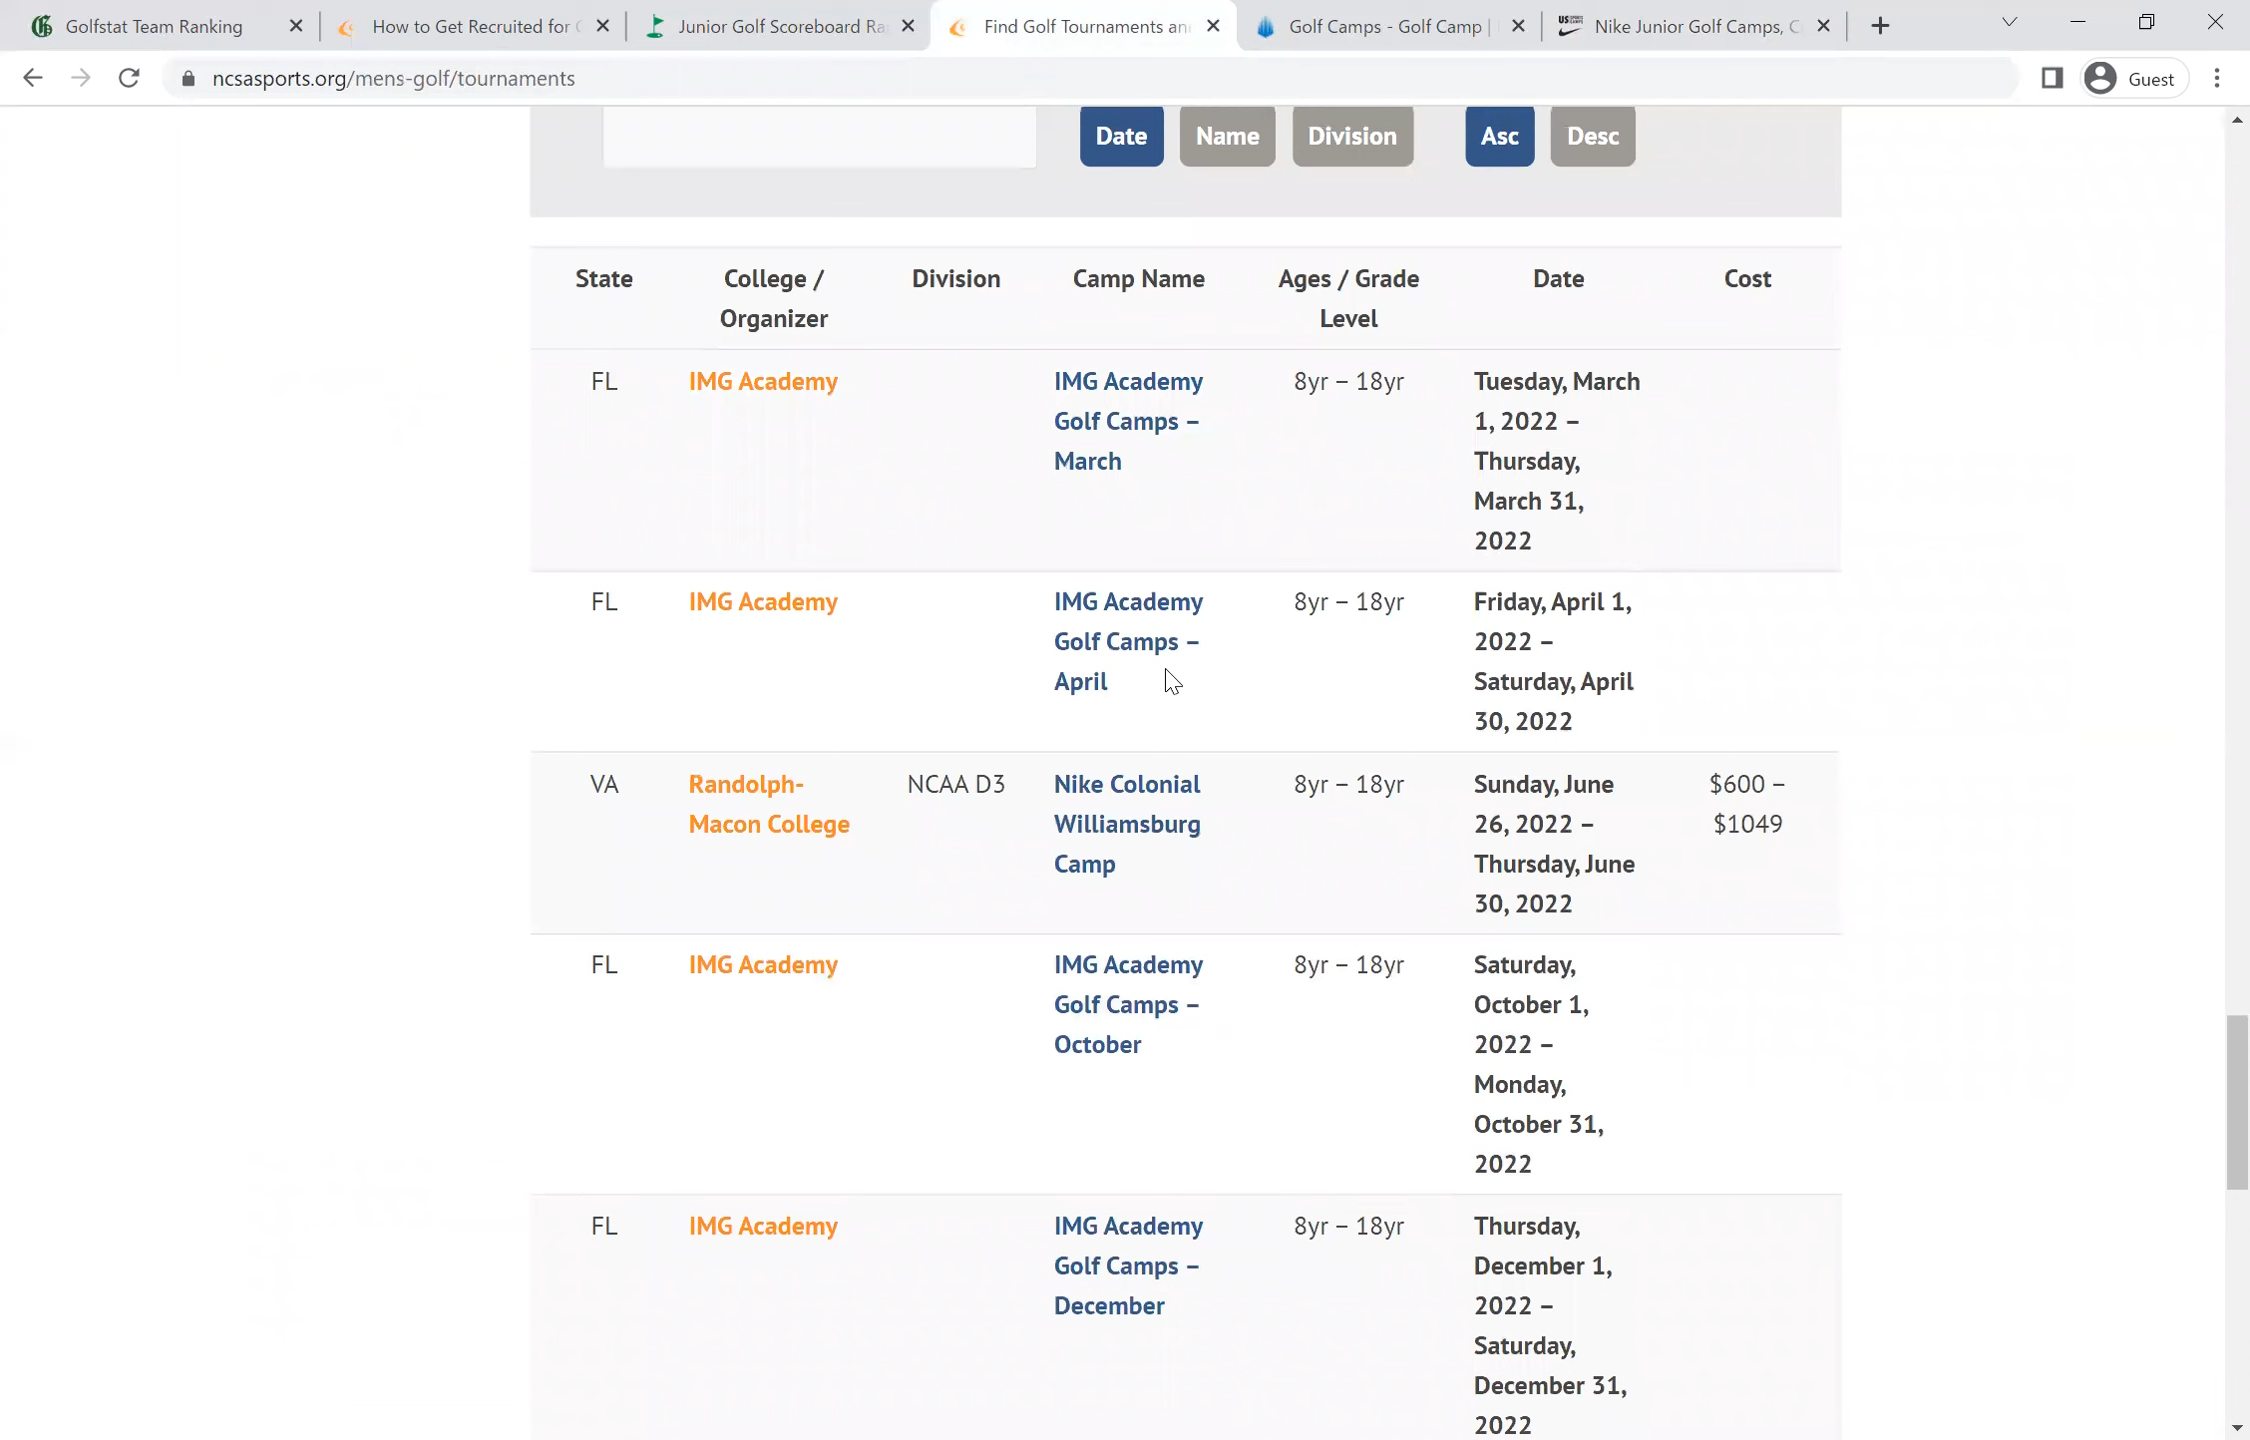 Golfstat Team Ranking
How to Get Recruited for
Junior Golf Scoreboard Ra
Find Golf Tournaments an
Golf Camps - Golf Camp |
US SPORTS CAMPS
Nike Junior Golf Camps, C
ncsasports.org/mens-golf/tournaments
Guest
Date Name Division Asc Desc
State College / Division Camp Name Ages / Grade Date Cost
Organizer Level
FL IMG Academy IMG Academy 8yr – 18yr Tuesday, March
Golf Camps – 1, 2022 –
March Thursday,
March 31,
2022
FL IMG Academy IMG Academy 8yr – 18yr Friday, April 1,
Golf Camps – 2022 –
April Saturday, April
30, 2022
VA Randolph- NCAA D3 Nike Colonial 8yr – 18yr Sunday, June $600 –
Macon College Williamsburg 26, 2022 – $1049
Camp Thursday, June
30, 2022
FL IMG Academy IMG Academy 8yr – 18yr Saturday,
Golf Camps – October 1,
October 2022 –
Monday,
October 31,
2022
FL IMG Academy IMG Academy 8yr – 18yr Thursday,
Golf Camps – December 1,
December 2022 –
Saturday,
December 31,
2022